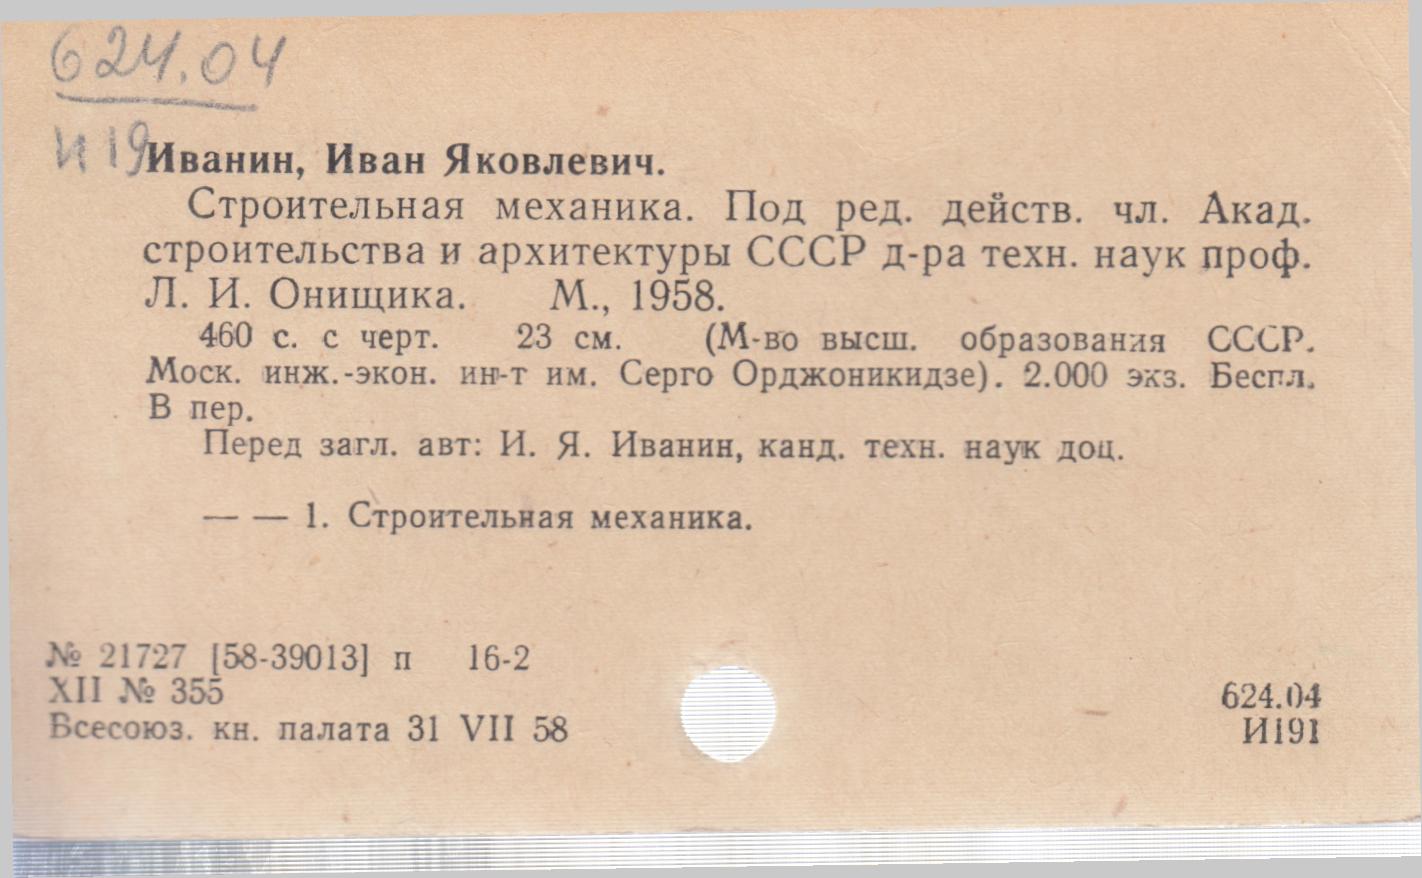 624.04
И 19
Иванин, Иван Яковлевич.
Строительная механика. Под ред. действ. чл. Акад.
строительства и архитектуры СССР д-ра техн. наук проф.
Л. И. Онищика. М., 1958.
460 с. с черт. 23 см. (М-во высш. образования СССР.
Моск. инж.-экон. ин-т им. Серго Орджоникидзе). 2.000 экз. Беспл.
В пер.
Перед загл. авт: И. Я. Иванин, канд. техн. наук доц.
— — 1. Строительная механика.
№ 21727 [58-39013] п 16-2
XII № 355
Всесоюз. кн. палата 31 VII 58
624.04
И191